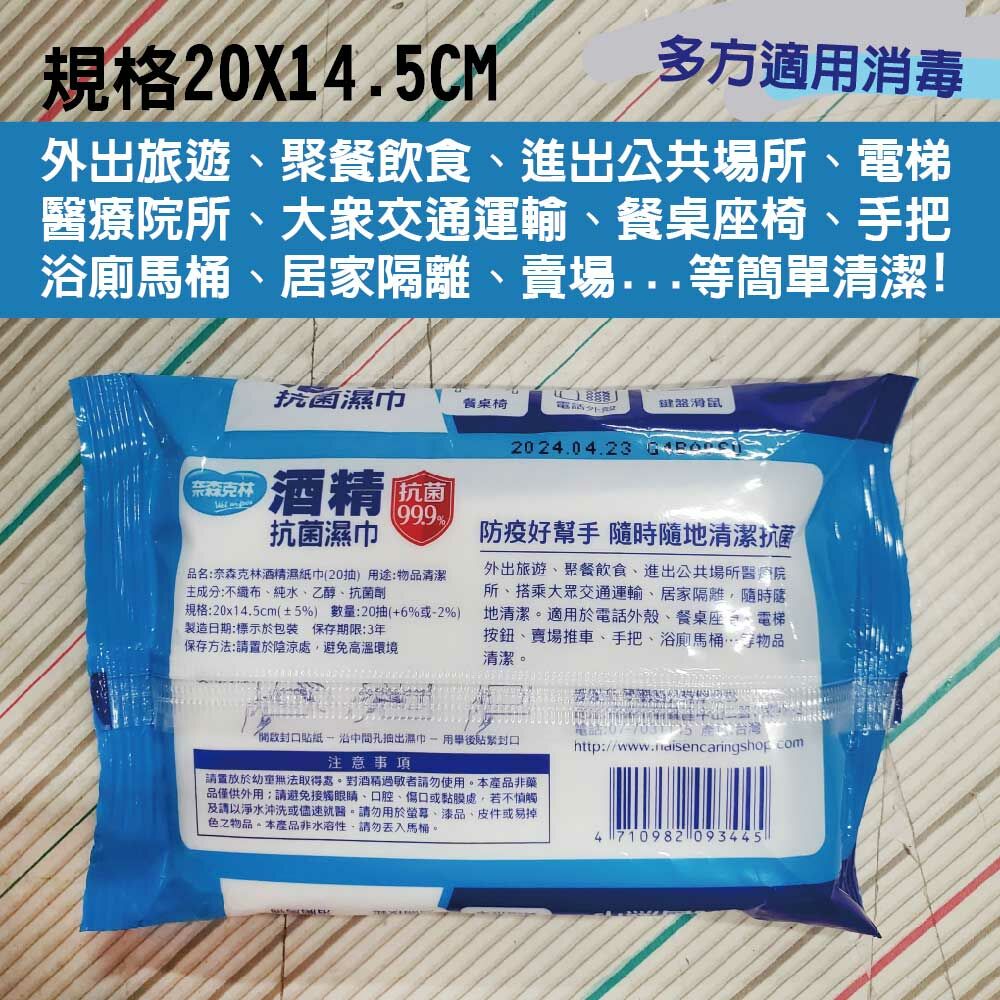 規格20X14.5CM
多方適用消毒
外出旅遊、聚餐飲食、進出公共場所、電梯
醫療院所、大眾交通運輸、餐桌座椅、手把
浴廁馬桶、居家隔離、賣場...等簡單清潔!
抗菌濕巾
餐桌椅
電話外殼
鍵盤滑鼠
2024.04.23
奈森克林
酒精
抗菌濕巾
抗菌
99.9%
防疫好幫手 隨時隨地清潔抗菌
品名:奈森克林酒精濕紙巾(20抽) 用途:物品清潔
主成分:不織布、純水、乙醇、抗菌劑
規格:20x14.5cm(±5%) 數量:20抽(+6%或-2%)
製造日期:標示於包裝 保存期限:3年
保存方法:請置於陰涼處，避免高溫環境
外出旅遊、聚餐飲食、進出公共場所醫療院
所、搭乘大眾交通運輸、居家隔離，隨時隨
地清潔。適用於電話外殼、餐桌座椅、電梯
按鈕、賣場推車、手把、浴廁馬桶…等物品
清潔。
開啟封口貼紙－沿中間孔抽出濕巾－用畢後貼緊封口
http://www.naisencaringshop.com
注意事項
請置放於幼童無法取得處。對酒精過敏者請勿使用。本產品非藥
品僅供外用；請避免接觸眼睛、口腔、傷口或黏膜處，若不慎觸
及請以淨水沖洗或儘速就醫。請勿用於螢幕、漆品、皮件或易掉
色之物品。本產品非水溶性，請勿丟入馬桶。
4 710982 093445